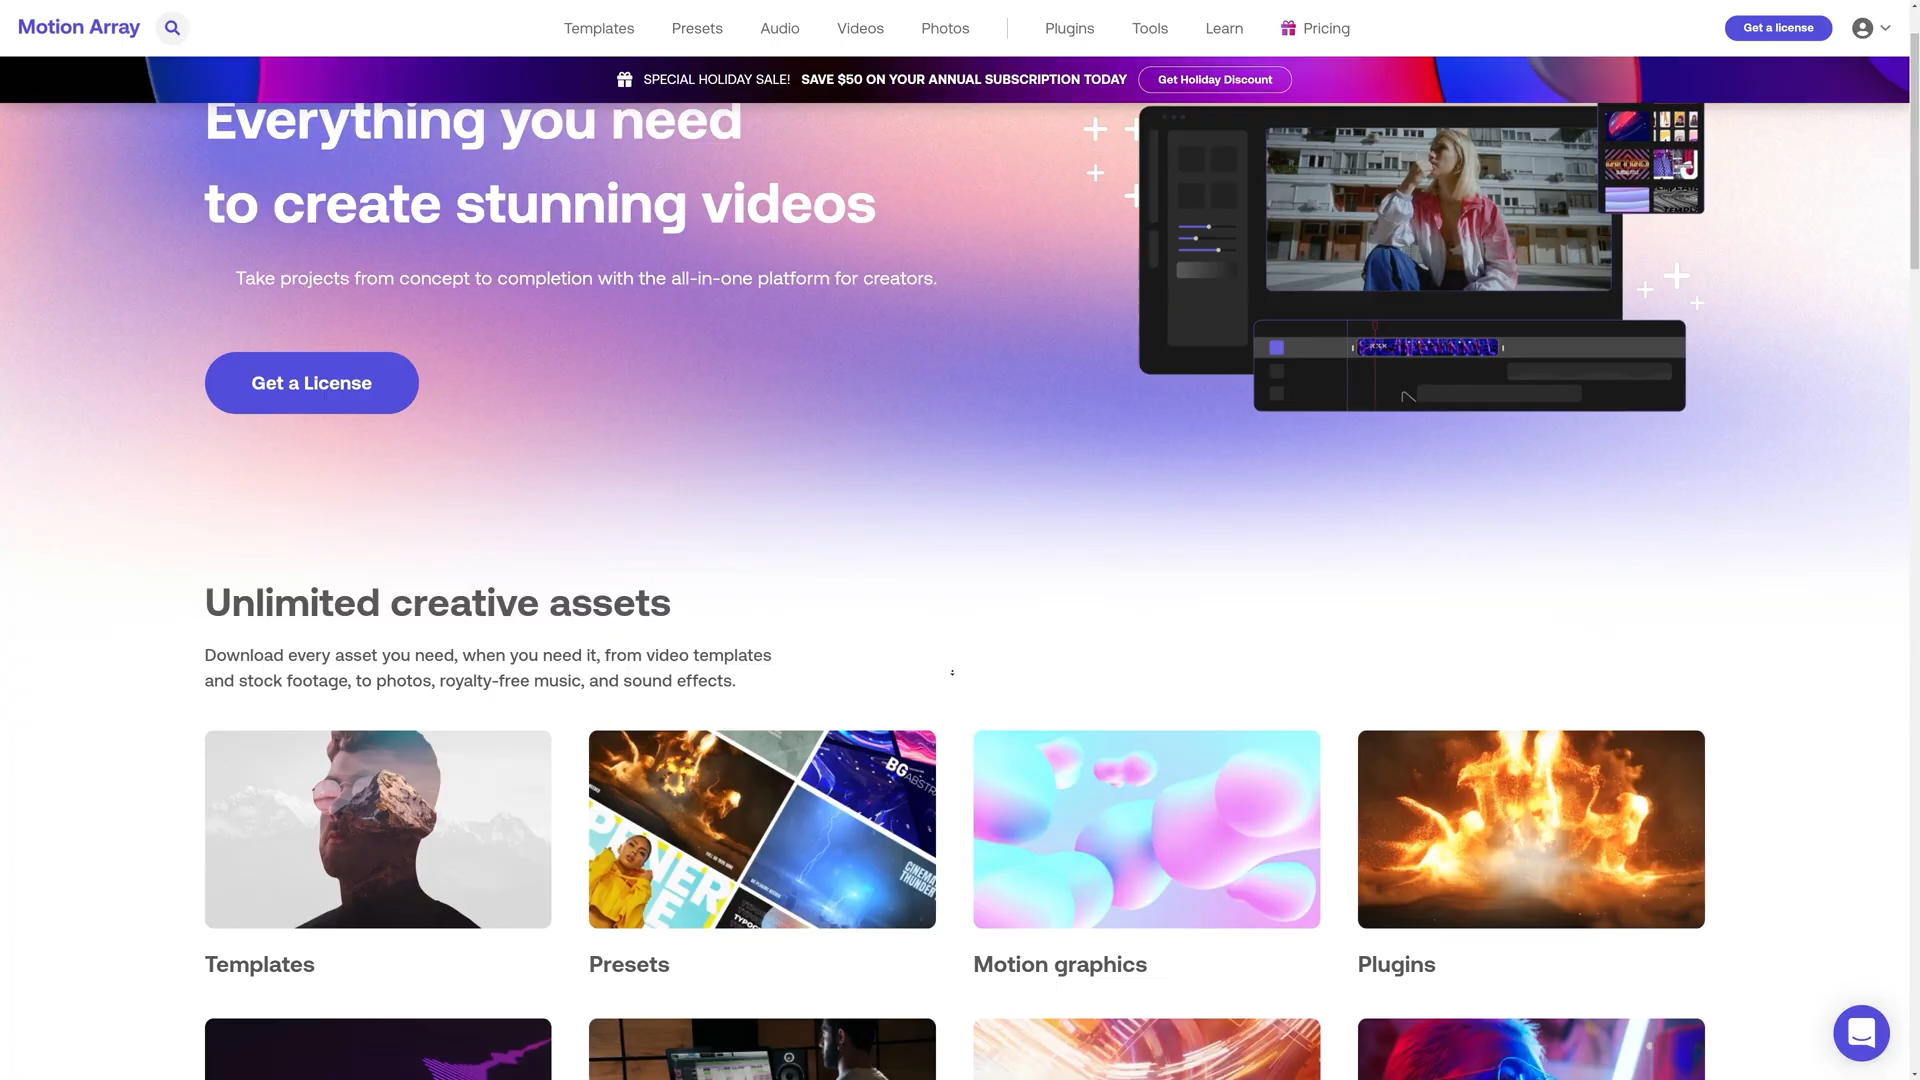 Motion Array
Templates
Presets
Audio
Videos
Photos
Plugins
Tools
Learn
Pricing
Get a license
SPECIAL HOLIDAY SALE! SAVE $50 ON YOUR ANNUAL SUBSCRIPTION TODAY
Get Holiday Discount
Everything you need
to create stunning videos
Take projects from concept to completion with the all-in-one platform for creators.
Get a License
Unlimited creative assets
Download every asset you need, when you need it, from video templates
and stock footage, to photos, royalty-free music, and sound effects.
BG
CINEMA
THUNDER
Templates
Presets
Motion graphics
Plugins